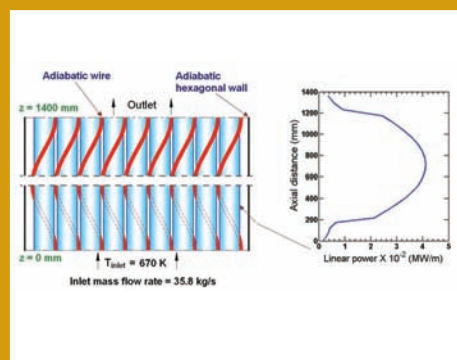 Adiabatic wire
Adiabatic
hexagonal wall
z = 1400 mm
Outlet
z = 0 mm
T inlet = 670 K
Inlet mass flow rate = 35.8 kg/s
Axial distance (mm)
1400
1200
1000
800
600
400
200
0
0 1 2 3 4 5
Linear power X 10⁻² (MW/m)